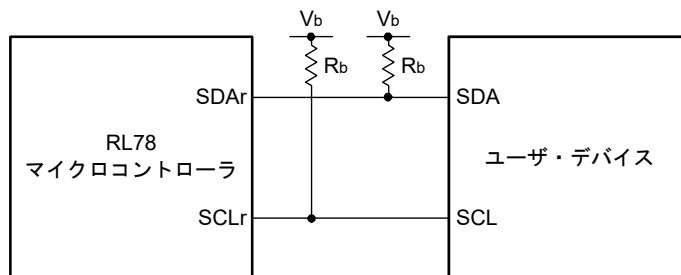 Vb Vb
Rb Rb
SDAr SDA
RL78
マイクロコントローラ
ユーザ・デバイス
SCLr SCL